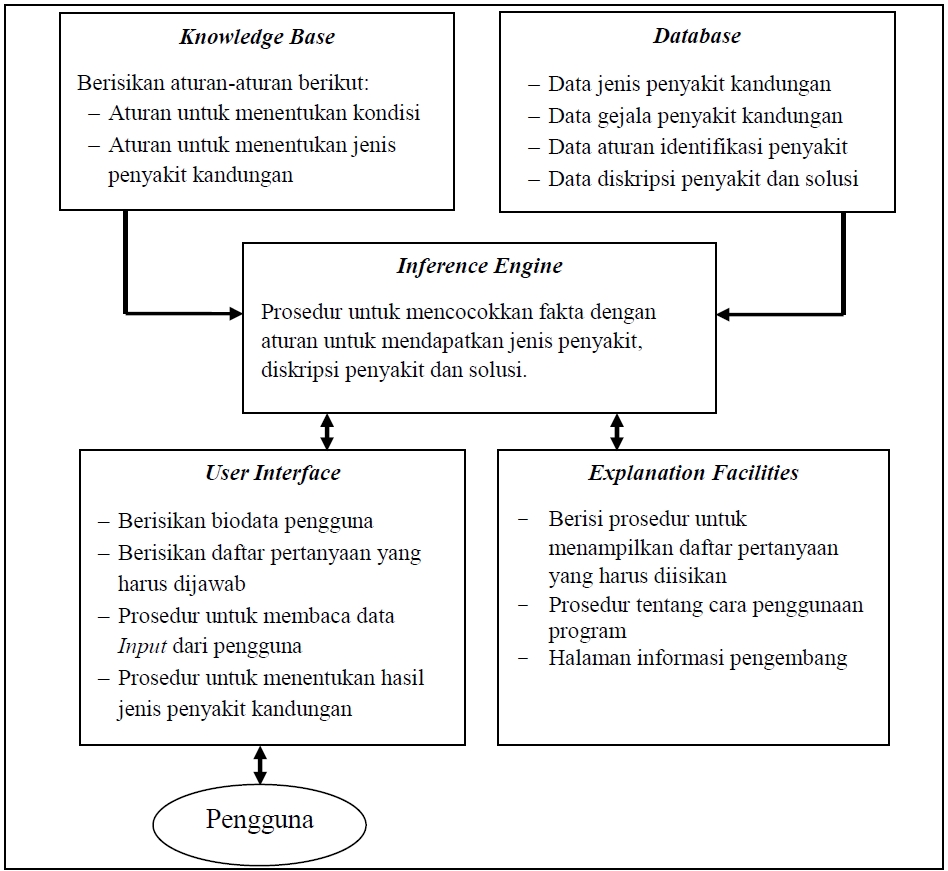 Knowledge Base
Berisikan aturan-aturan berikut:
– Aturan untuk menentukan kondisi
– Aturan untuk menentukan jenis
penyakit kandungan
Database
– Data jenis penyakit kandungan
– Data gejala penyakit kandungan
– Data aturan identifikasi penyakit
– Data diskripsi penyakit dan solusi
Inference Engine
Prosedur untuk mencocokkan fakta dengan
aturan untuk mendapatkan jenis penyakit,
diskripsi penyakit dan solusi.
User Interface
– Berisikan biodata pengguna
– Berisikan daftar pertanyaan yang
harus dijawab
– Prosedur untuk membaca data
Input dari pengguna
– Prosedur untuk menentukan hasil
jenis penyakit kandungan
Explanation Facilities
– Berisi prosedur untuk
menampilkan daftar pertanyaan
yang harus diisikan
– Prosedur tentang cara penggunaan
program
– Halaman informasi pengembang
Pengguna